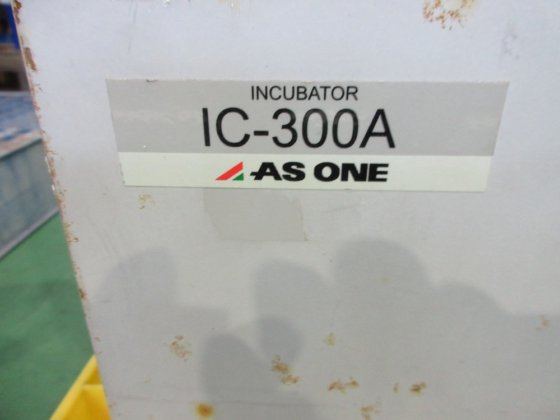 INCUBATOR
IC-300A
AS ONE